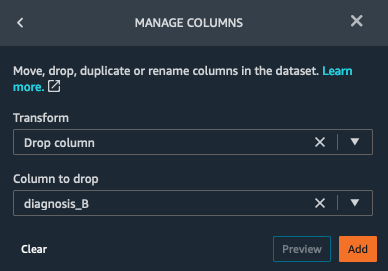 MANAGE COLUMNS
Move, drop, duplicate or rename columns in the dataset. Learn
more.
Transform
Drop column
Column to drop
diagnosis_B
Clear
Preview
Add